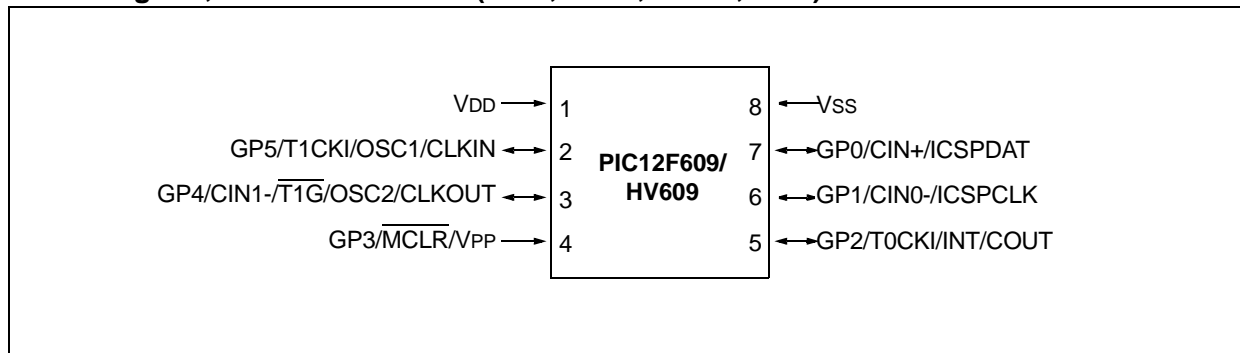 VDD 1 8 VSS
GP5/T1CKI/OSC1/CLKIN 2 7 GP0/CIN+/ICSPDAT
PIC12F609/
HV609
GP4/CIN1-/T1G/OSC2/CLKOUT 3 6 GP1/CIN0-/ICSPCLK
GP3/MCLR/VPP 4 5 GP2/T0CKI/INT/COUT